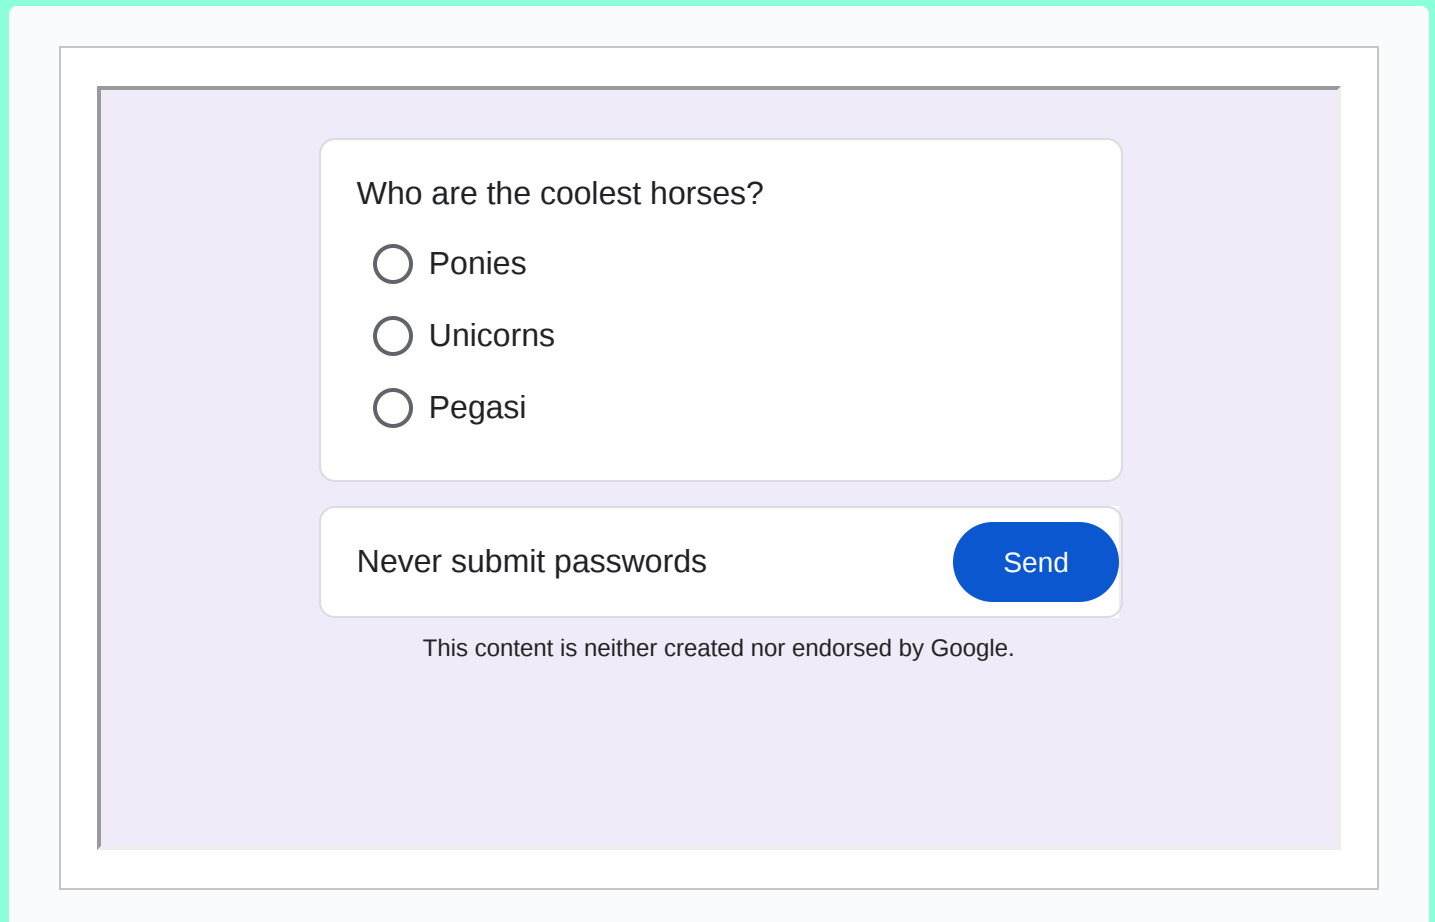 Who are the coolest horses?
Ponies
Unicorns
Pegasi
Never submit passwords
Send
This content is neither created nor endorsed by Google.